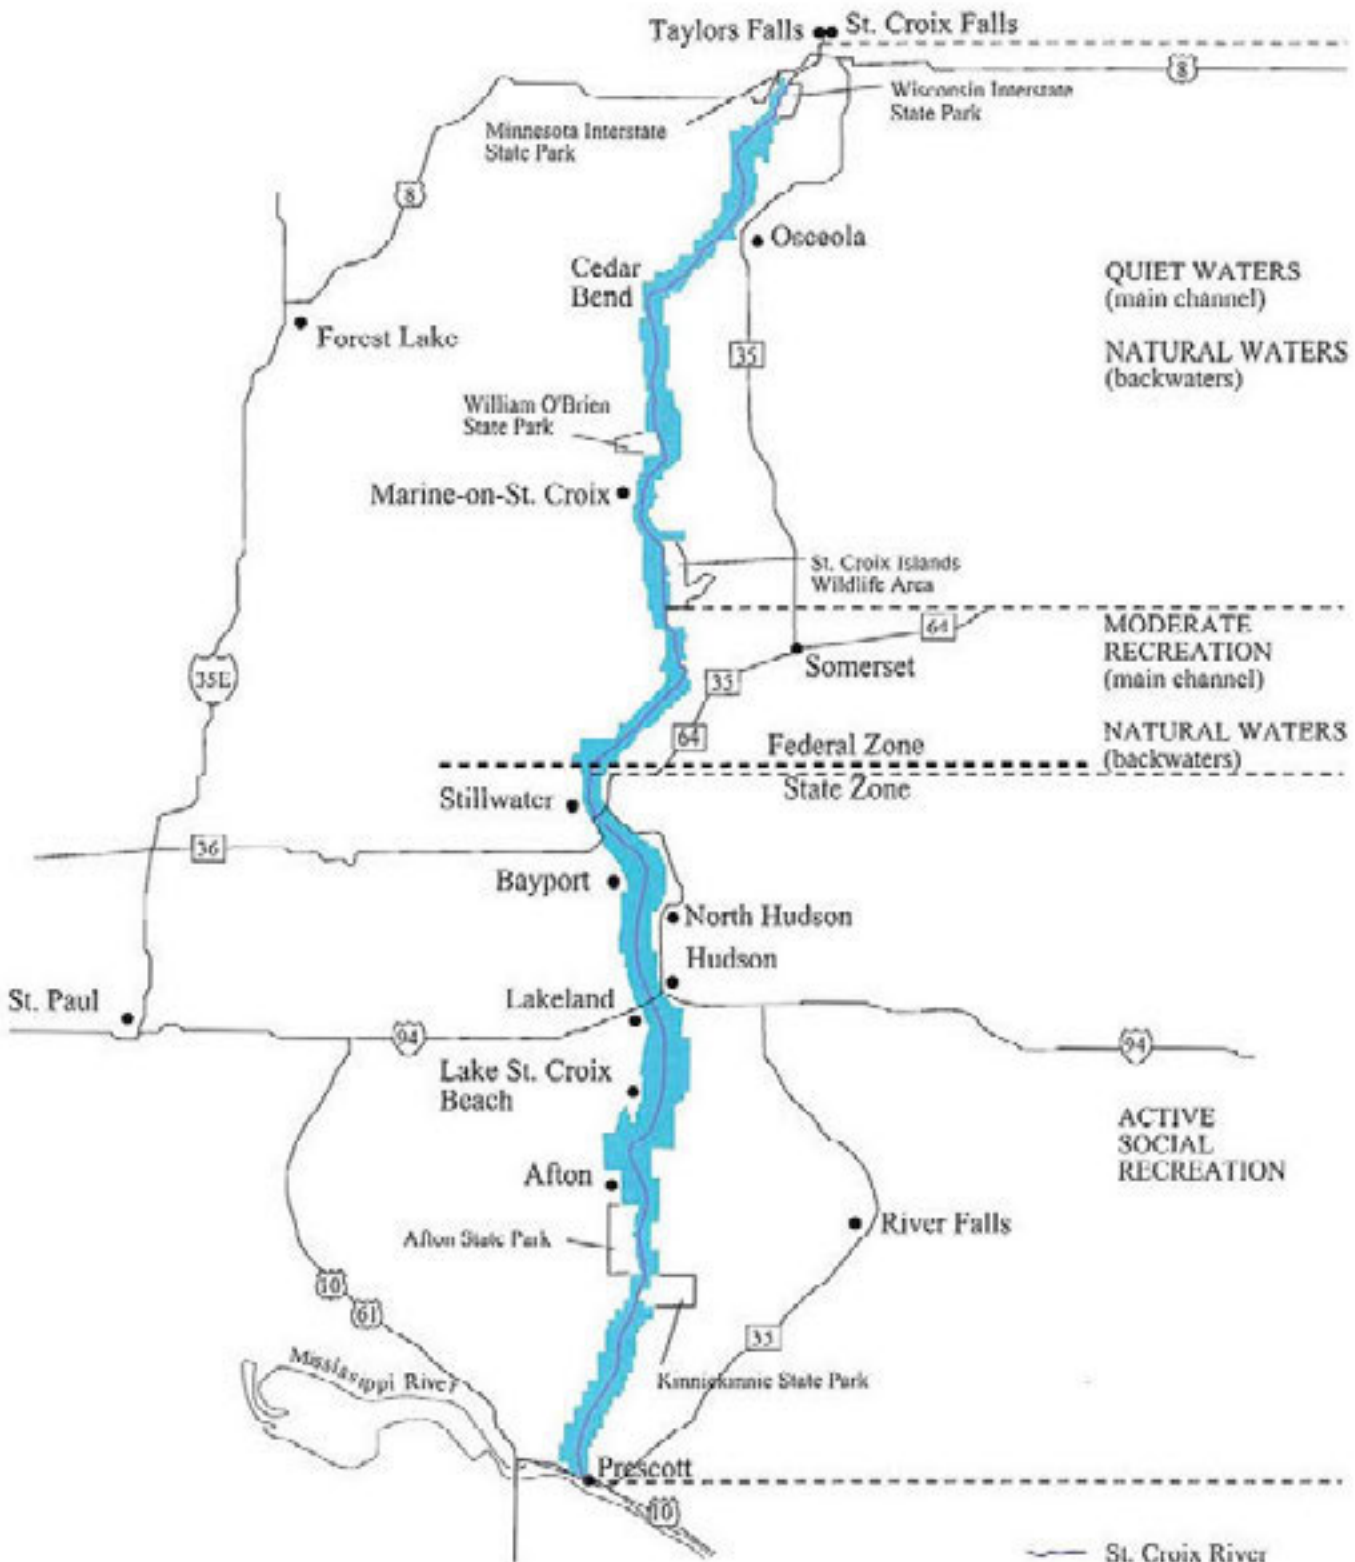 Taylors Falls
St. Croix Falls
8
Wisconsin Interstate
State Park
Minnesota Interstate
State Park
8
Osceola
Cedar
Bend
QUIET WATERS
(main channel)
Forest Lake
35
NATURAL WATERS
(backwaters)
William O'Brien
State Park
Marine-on-St. Croix
St. Croix Islands
Wildlife Area
64
MODERATE
RECREATION
(main channel)
Somerset
35E
35
64
Federal Zone
NATURAL WATERS
(backwaters)
State Zone
Stillwater
36
Bayport
North Hudson
Hudson
St. Paul
Lakeland
94
94
Lake St. Croix
Beach
ACTIVE
SOCIAL
RECREATION
Afton
River Falls
Afton State Park
10
61
35
Mississippi River
Kinnickinnic State Park
Prescott
10
St. Croix River